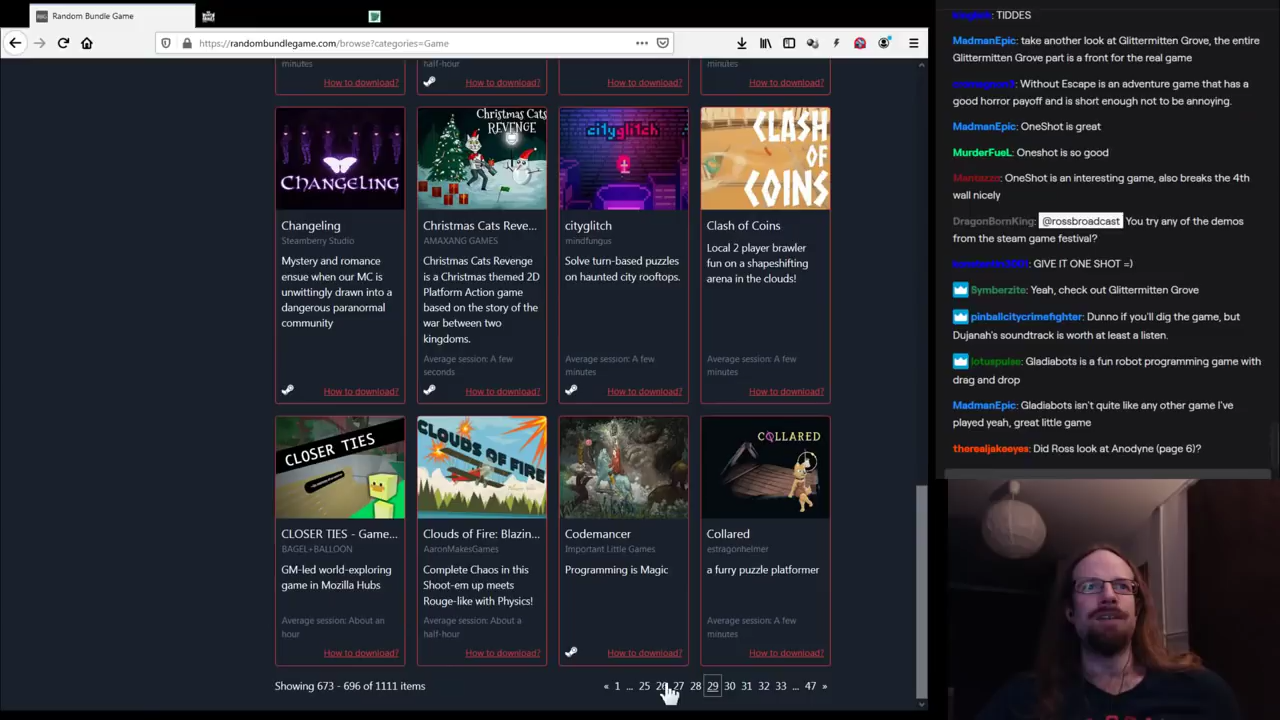 Random Bundle Game
https://randombundlegame.com/browse?categories=Game
minutes
How to download?
half-hour
How to download?
How to download?
How to download?
CHANGELING
Changeling
Steamberry Studio
Mystery and romance
ensue when our MC is
unwittingly drawn into a
dangerous paranormal
community
How to download?
Christmas Cats
REVENGE
Christmas Cats Reve...
AMAXANG GAMES
Christmas Cats Revenge
is a Christmas themed 2D
Platform Action game
based on the story of the
war between two
kingdoms.
Average session: A few
seconds
How to download?
cityglitch
cityglitch
mindfungus
Solve turn-based puzzles
on haunted city rooftops.
Average session: A few
minutes
How to download?
CLASH
OF
COINS
Clash of Coins
Local 2 player brawler
fun on a shapeshifting
arena in the clouds!
Average session: A few
minutes
How to download?
CLOSER TIES
CLOSER TIES - Game...
BAGEL+BALLOON
GM-led world-exploring
game in Mozilla Hubs
Average session: About an
hour
How to download?
CLOUDS OF FIRE
Clouds of Fire: Blazin...
AaronMakesGames
Complete Chaos in this
Shoot-em up meets
Rouge-like with Physics!
Average session: About a
half-hour
How to download?
Codemancer
Important Little Games
Programming is Magic
How to download?
COLLARED
Collared
estragonhelmer
a furry puzzle platformer
Average session: A few
minutes
How to download?
Showing 673 - 696 of 1111 items
« 1 ... 25 26 27 28 29 30 31 32 33 ... 47 »
: TIDDES
MadmanEpic: take another look at Glittermitten Grove, the entire
Glittermitten Grove part is a front for the real game
: Without Escape is an adventure game that has a
good horror payoff and is short enough not to be annoying.
MadmanEpic: OneShot is great
MurderFueL: Oneshot is so good
: OneShot is an interesting game, also breaks the 4th
wall nicely
DragonBornKing: @rossbroadcast You try any of the demos
from the steam game festival?
: GIVE IT ONE SHOT =)
Symberzite: Yeah, check out Glittermitten Grove
pinballcitycrimefighter: Dunno if you'll dig the game, but
Dujanah's soundtrack is worth at least a listen.
lotuspulse: Gladiabots is a fun robot programming game with
drag and drop
MadmanEpic: Gladiabots isn't quite like any other game I've
played yeah, great little game
therealjakeeyes: Did Ross look at Anodyne (page 6)?